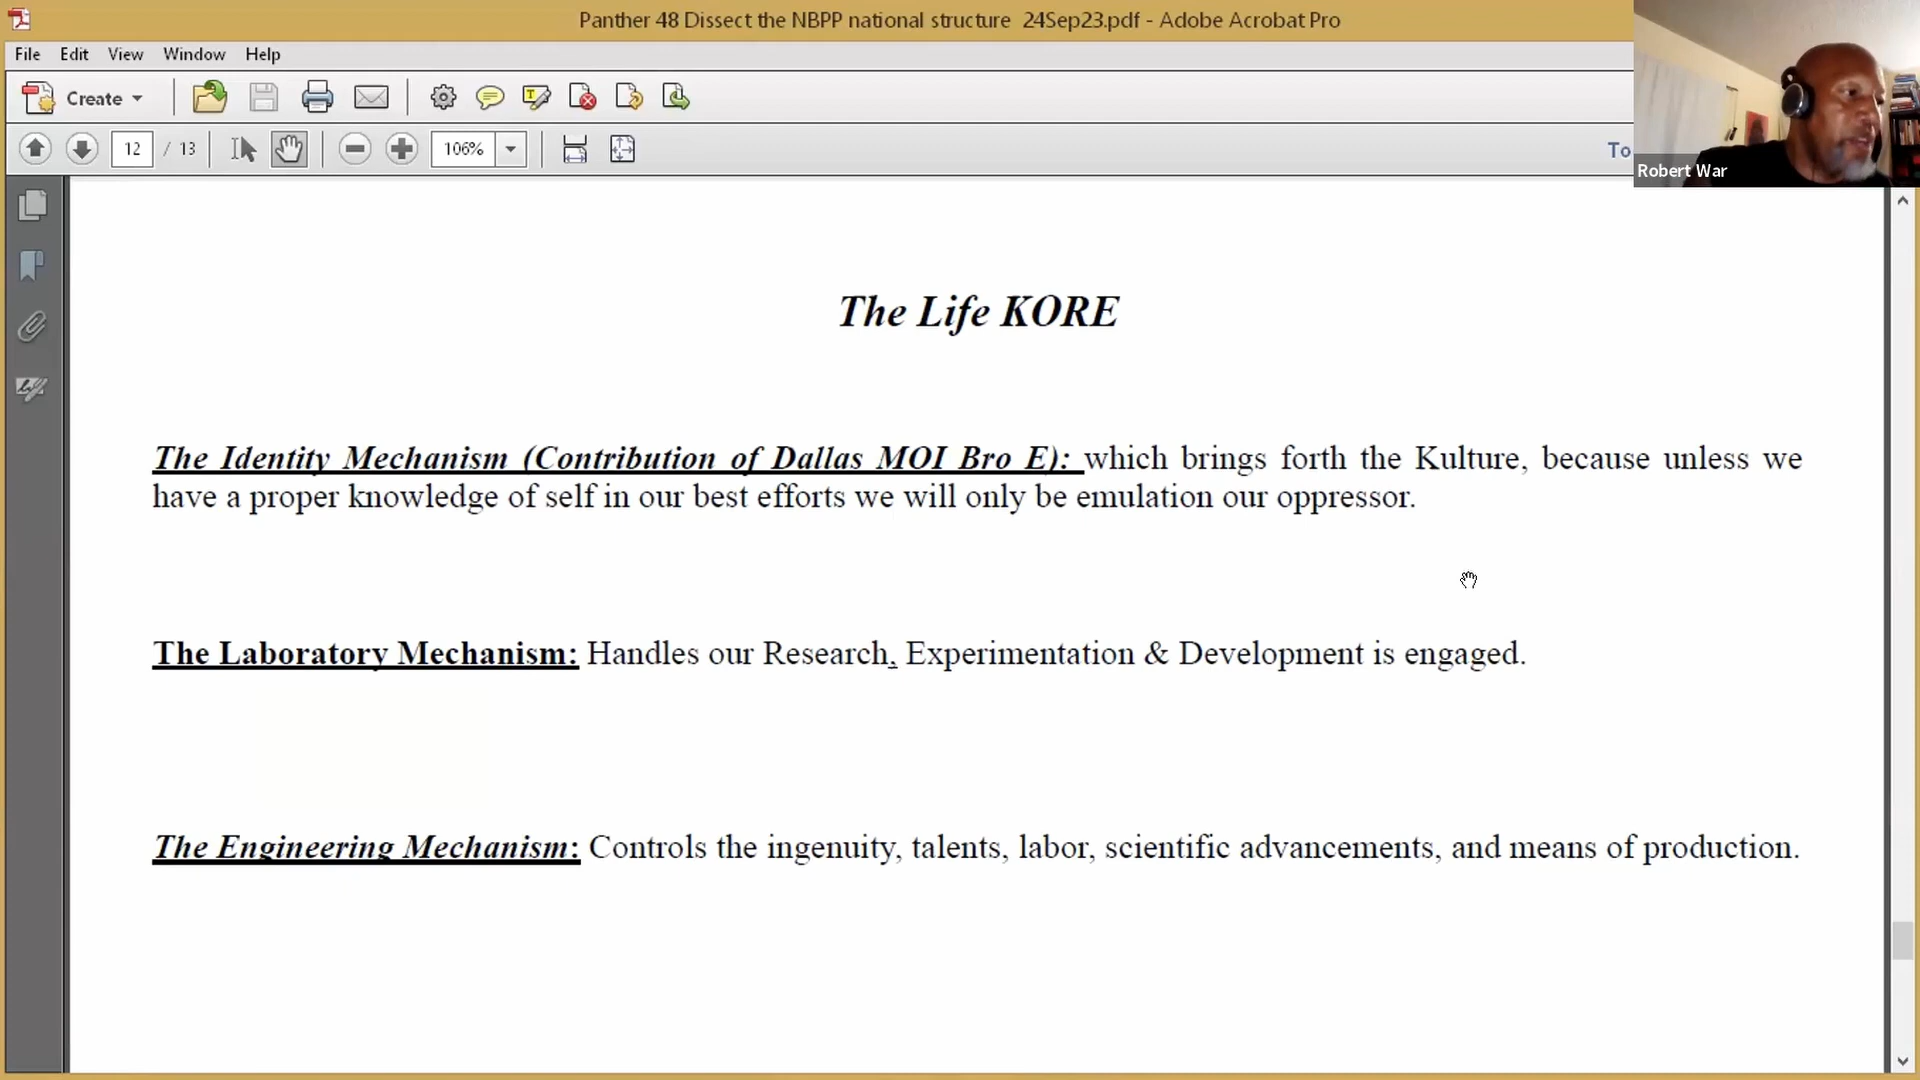 Panther 48 Dissect the NBPP national structure 24Sep23.pdf - Adobe Acrobat Pro
File Edit View Window Help
Create
12 / 13 106% To
Robert War
The Life KORE
The Identity Mechanism (Contribution of Dallas MOI Bro E): which brings forth the Kulture, because unless we
have a proper knowledge of self in our best efforts we will only be emulation our oppressor.
The Laboratory Mechanism: Handles our Research, Experimentation & Development is engaged.
The Engineering Mechanism: Controls the ingenuity, talents, labor, scientific advancements, and means of production.